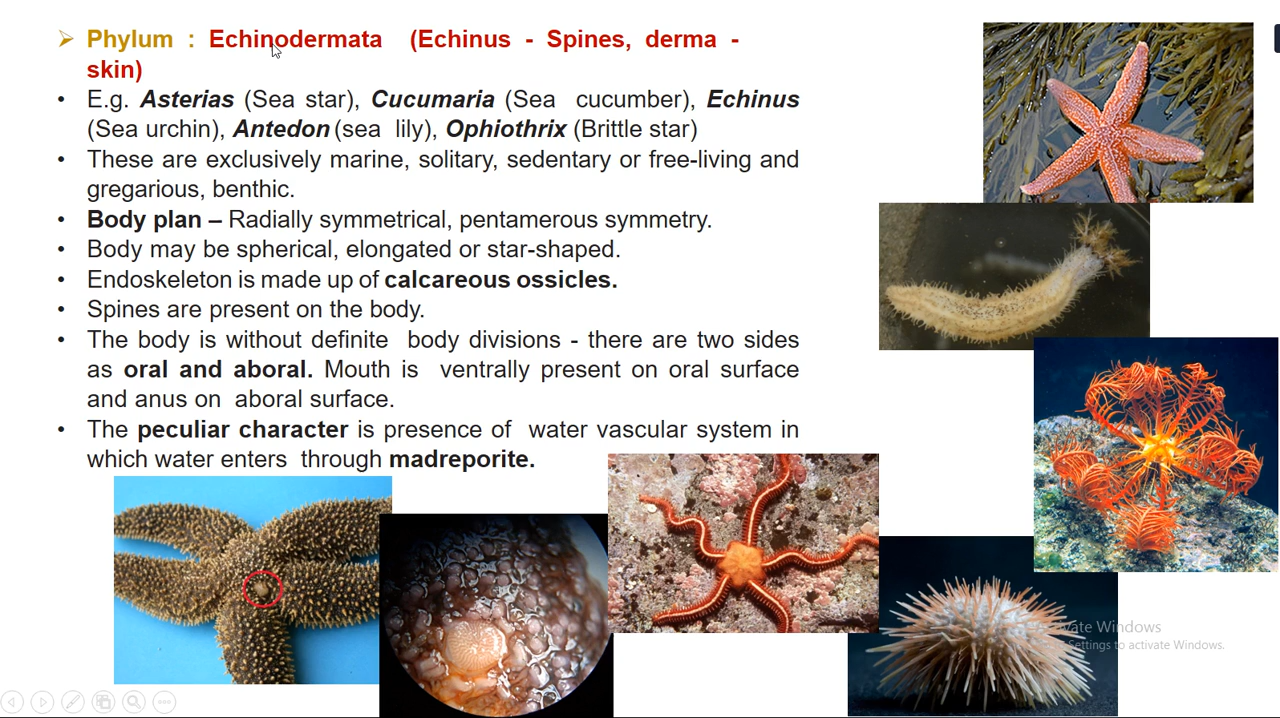 Phylum : Echinodermata (Echinus - Spines, derma -
skin)
• E.g. Asterias (Sea star), Cucumaria (Sea cucumber), Echinus
(Sea urchin), Antedon (sea lily), Ophiothrix (Brittle star)
• These are exclusively marine, solitary, sedentary or free-living and
gregarious, benthic.
• Body plan – Radially symmetrical, pentamerous symmetry.
• Body may be spherical, elongated or star-shaped.
• Endoskeleton is made up of calcareous ossicles.
• Spines are present on the body.
• The body is without definite body divisions - there are two sides
as oral and aboral. Mouth is ventrally present on oral surface
and anus on aboral surface.
• The peculiar character is presence of water vascular system in
which water enters through madreporite.
Windows
Settings to activate Windows.